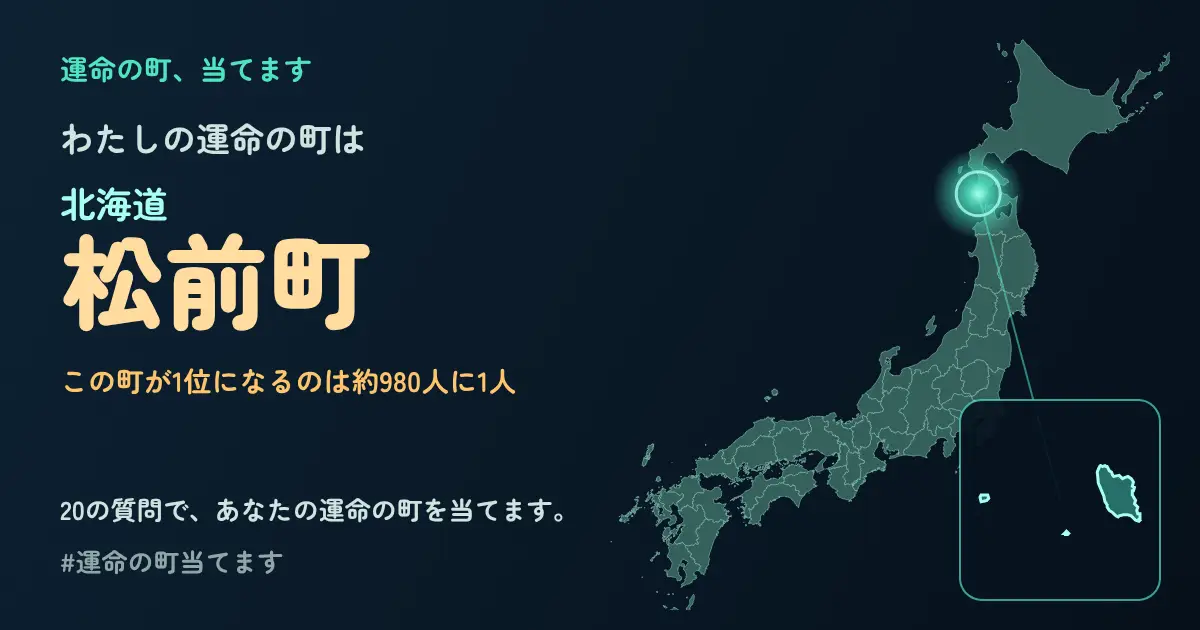 運命の町、当てます
わたしの運命の町は
北海道
松前町
この町が1位になるのは約980人に1人
20の質問で、あなたの運命の町を当てます。
#運命の町当てます